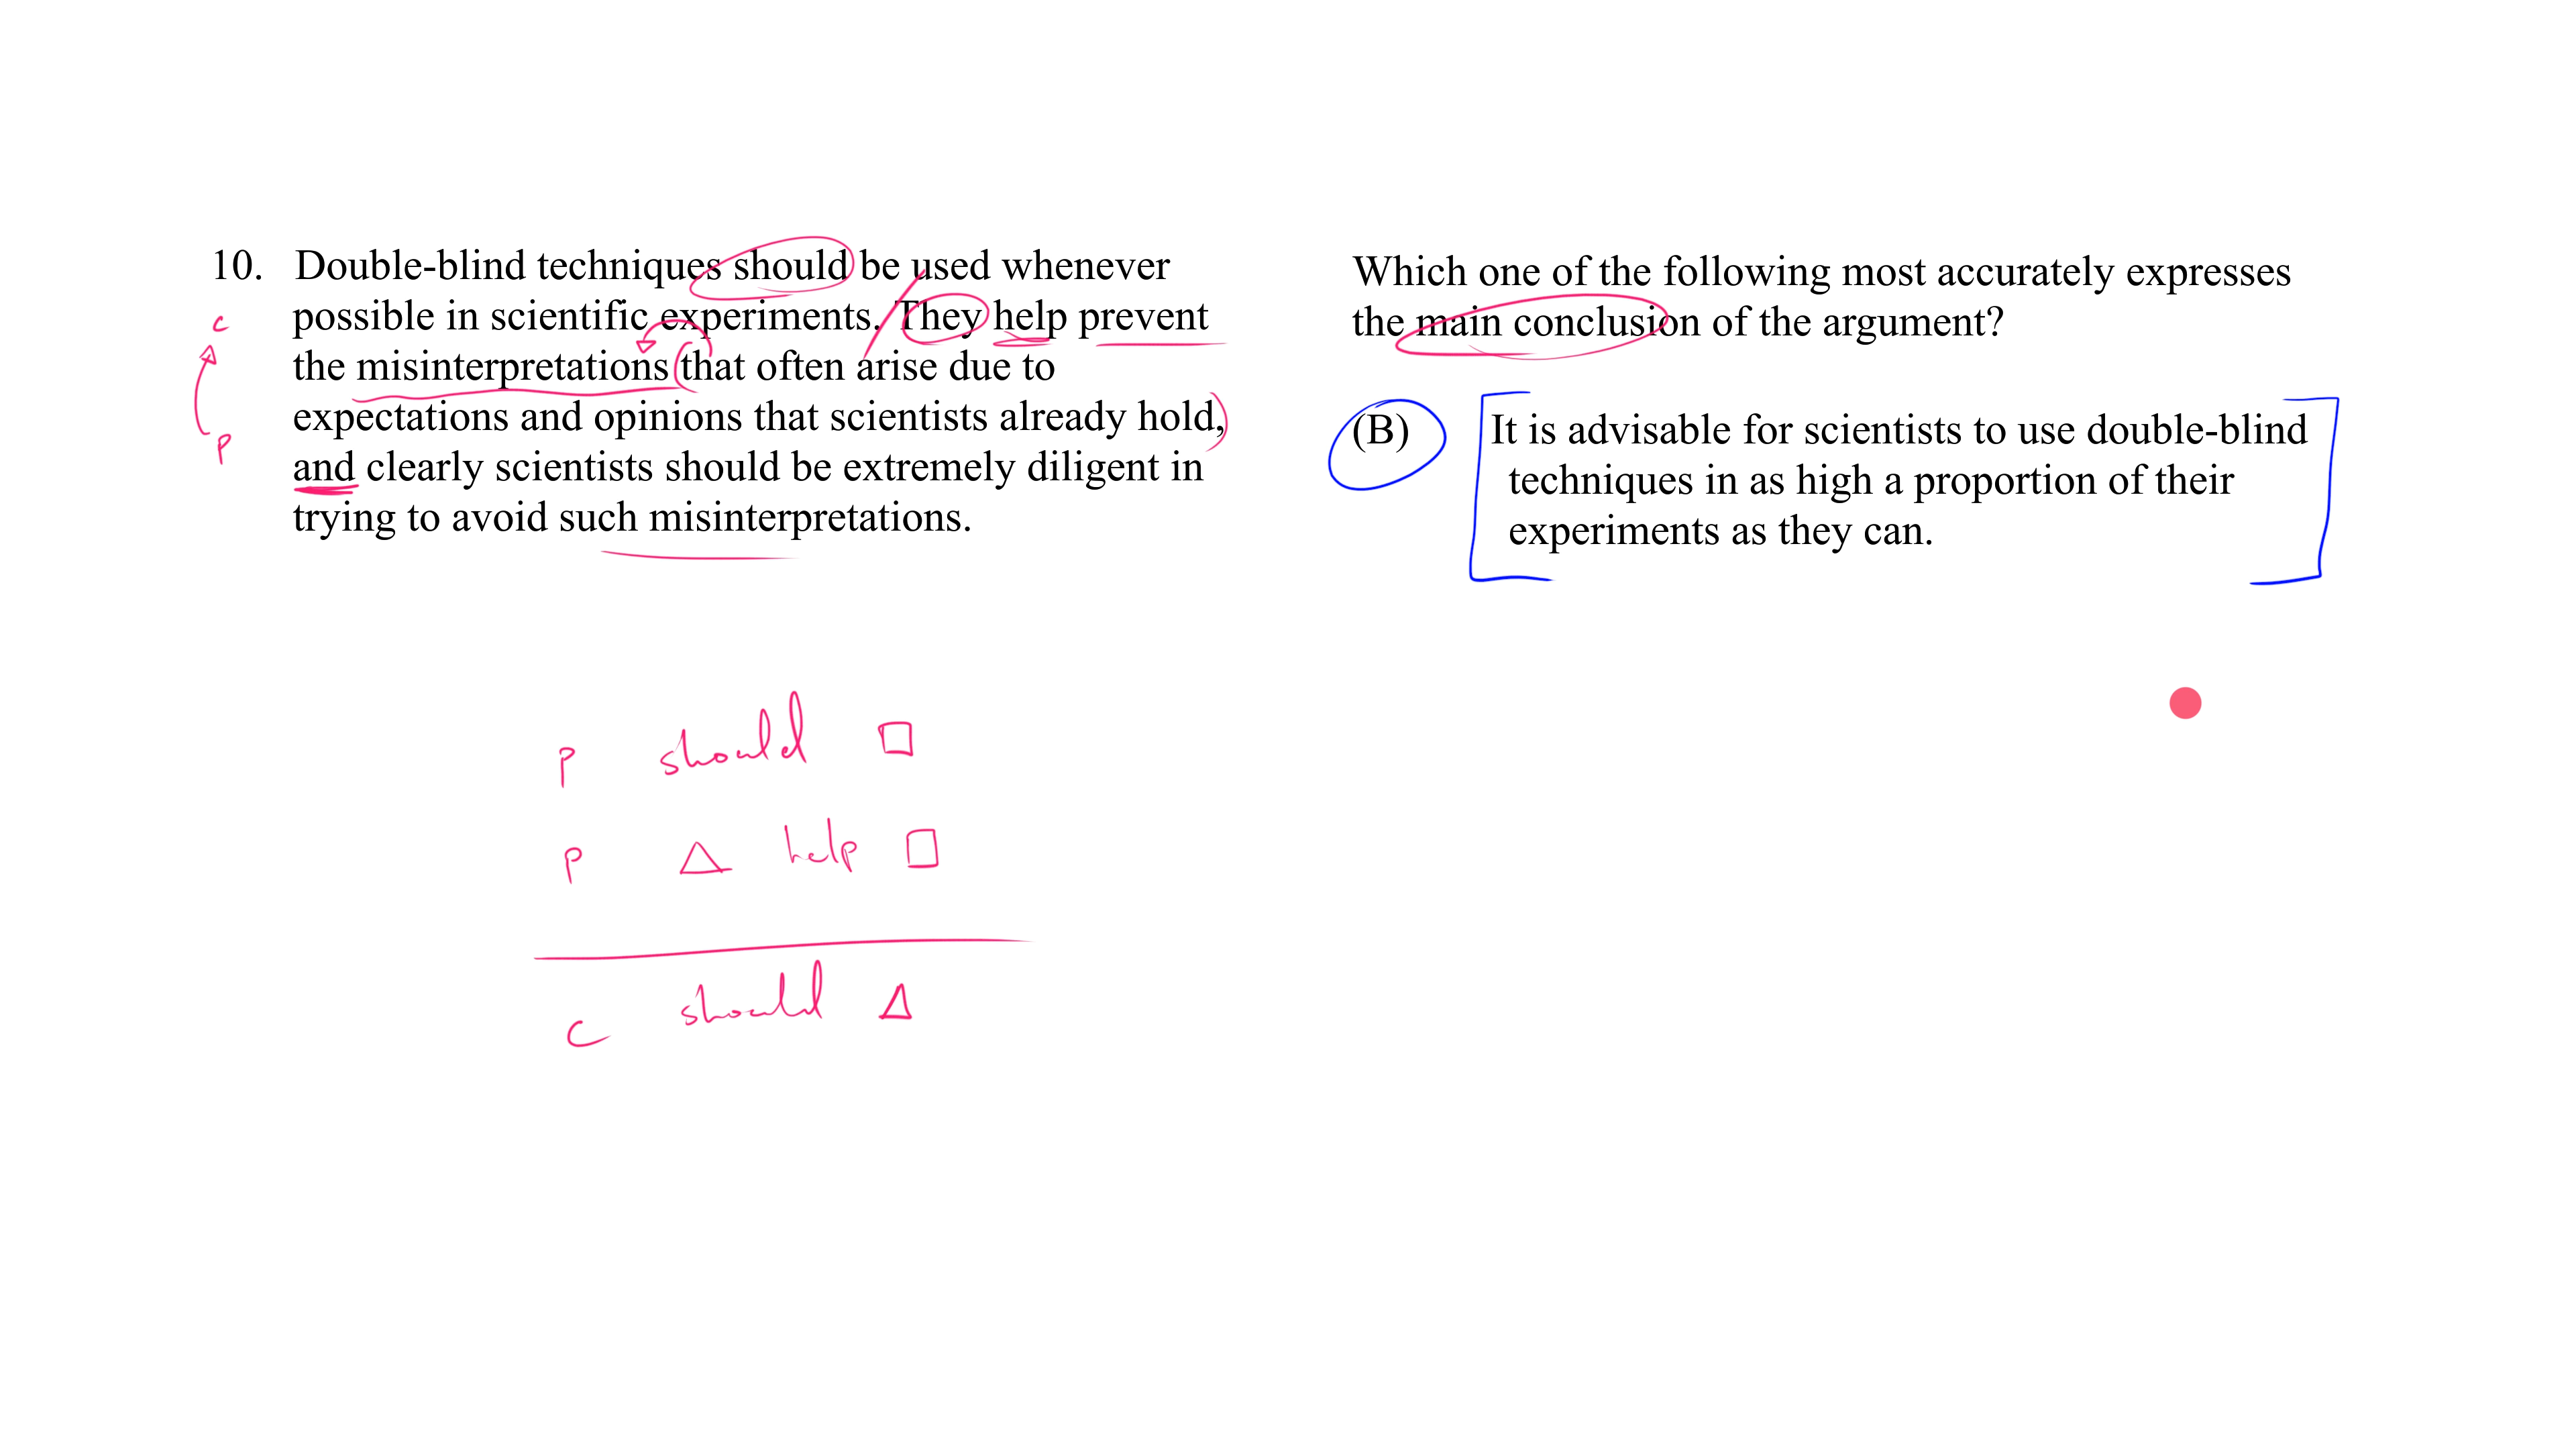 10. Double-blind techniques should be used whenever
possible in scientific experiments. They help prevent
the misinterpretations that often arise due to
expectations and opinions that scientists already hold,
and clearly scientists should be extremely diligent in
trying to avoid such misinterpretations.
C
P
Which one of the following most accurately expresses
the main conclusion of the argument?
(B) It is advisable for scientists to use double-blind
techniques in as high a proportion of their
experiments as they can.
P should □
P △ help □
C should △